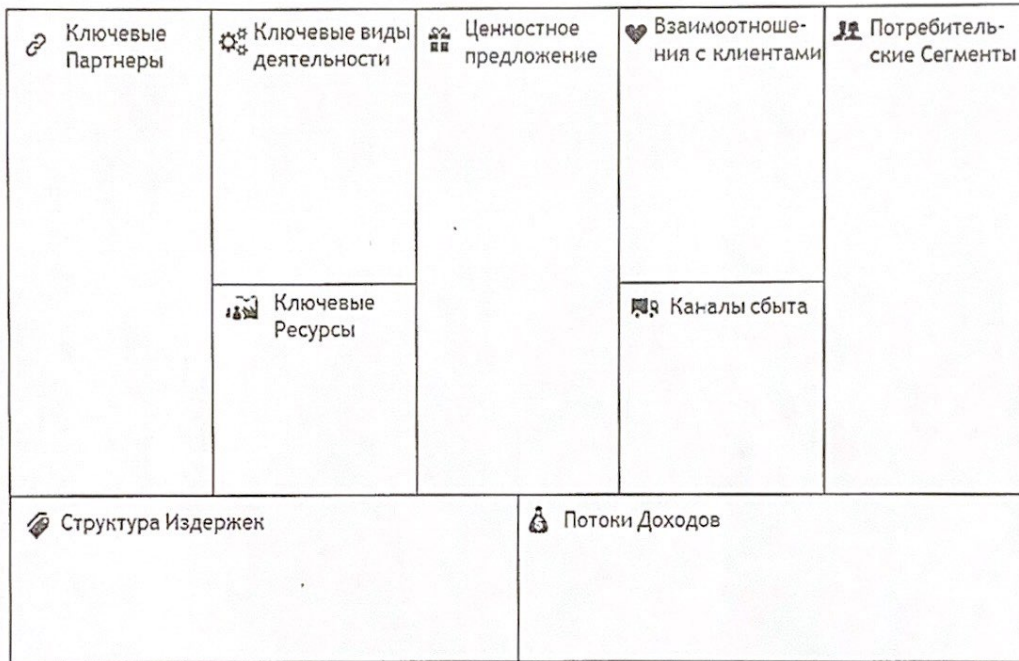 Ключевые
Партнеры
Ключевые виды
деятельности
Ценностное
предложение
Взаимоотноше-
ния с клиентами
Потребитель-
ские Сегменты
Ключевые
Ресурсы
Каналы сбыта
Структура Издержек
Потоки Доходов